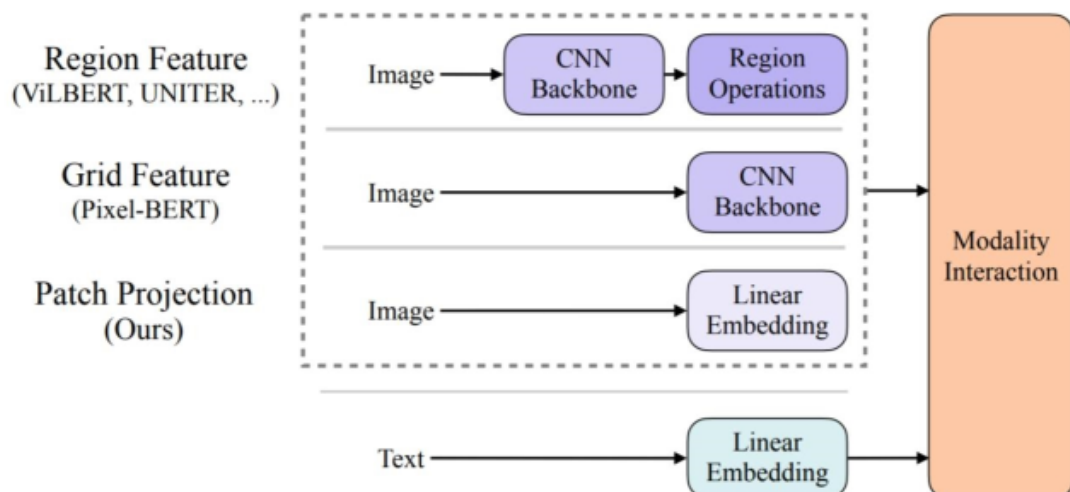 Region Feature
(ViLBERT, UNITER, ...)
Image
CNN
Backbone
Region
Operations
Grid Feature
(Pixel-BERT)
Image
CNN
Backbone
Patch Projection
(Ours)
Image
Linear
Embedding
Modality
Interaction
Text
Linear
Embedding